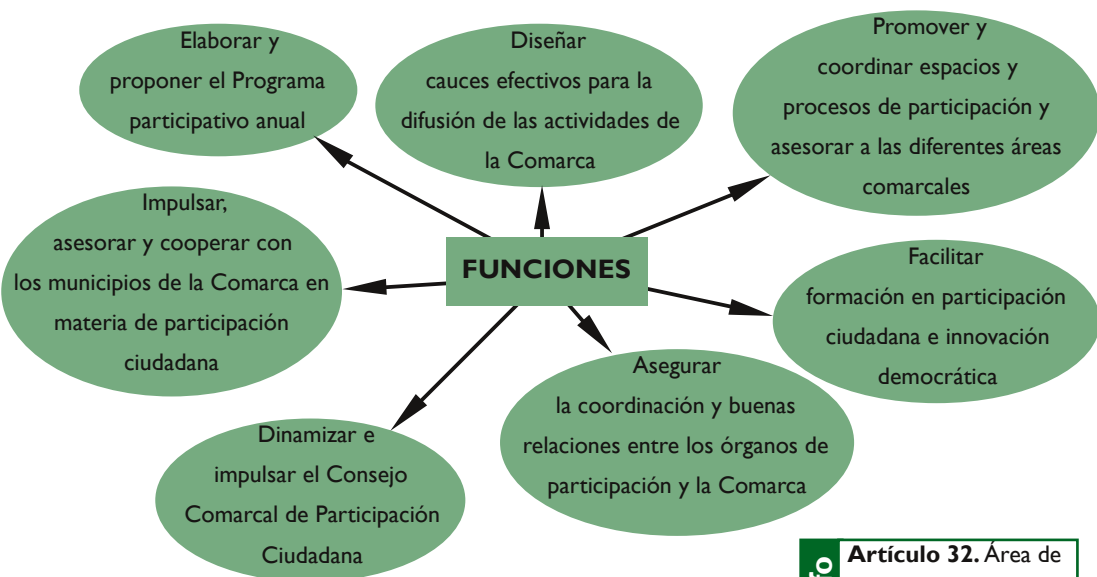 Elaborar y
proponer el Programa
participativo anual
Diseñar
cauces efectivos para la
difusión de las actividades de
la Comarca
Promover y
coordinar espacios y
procesos de participación y
asesorar a las diferentes áreas
comarcales
Impulsar,
asesorar y cooperar con
los municipios de la Comarca en
materia de participación
ciudadana
FUNCIONES
Facilitar
formación en participación
ciudadana e innovación
democrática
Asegurar
la coordinación y buenas
relaciones entre los órganos de
participación y la Comarca
Dinamizar e
impulsar el Consejo
Comarcal de Participación
Ciudadana
Artículo 32. Área de